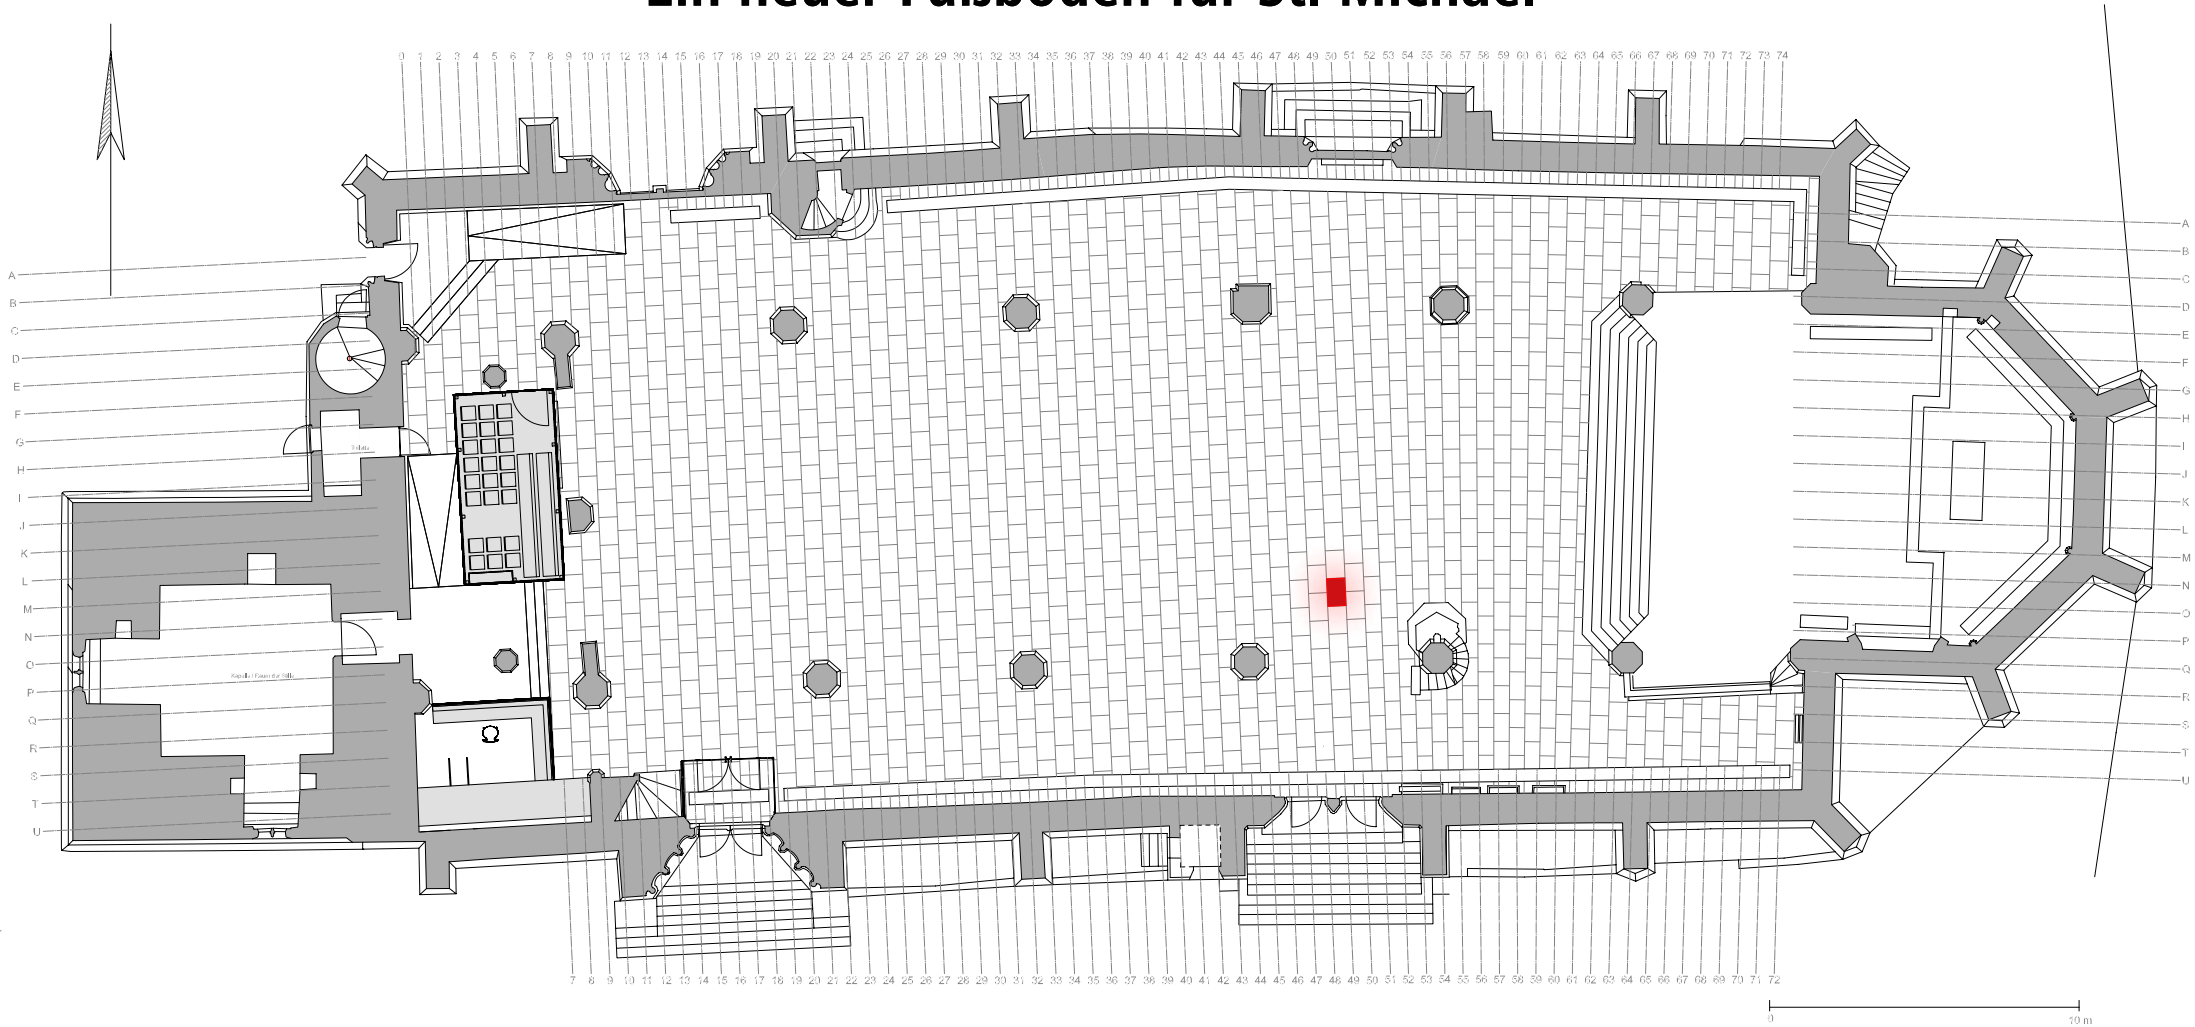 Ein neuer Fußboden für St. Michael
0 1 2 3 4 5 6 7 8 9 10 11 12 13 14 15 16 17 18 19 20 21 22 23 24 25 26 27 28 29 30 31 32 33 34 35 36 37 38 39 40 41 42 43 44 45 46 47 48 49 50 51 52 53 54 55 56 57 58 59 60 61 62 63 64 65 66 67 68 69 70 71 72 73 74
A
B
C
D
E
F
G
H
I
J
K
L
M
N
O
P
Q
R
S
T
U
A
B
C
D
E
F
G
H
I
J
K
L
M
N
O
P
Q
R
S
T
U
Kapelle / Raum der Stille
7 8 9 10 11 12 13 14 15 16 17 18 19 20 21 22 23 24 25 26 27 28 29 30 31 32 33 34 35 36 37 38 39 40 41 42 43 44 45 46 47 48 49 50 51 52 53 54 55 56 57 58 59 60 61 62 63 64 65 66 67 68 69 70 71 72
0 10 m